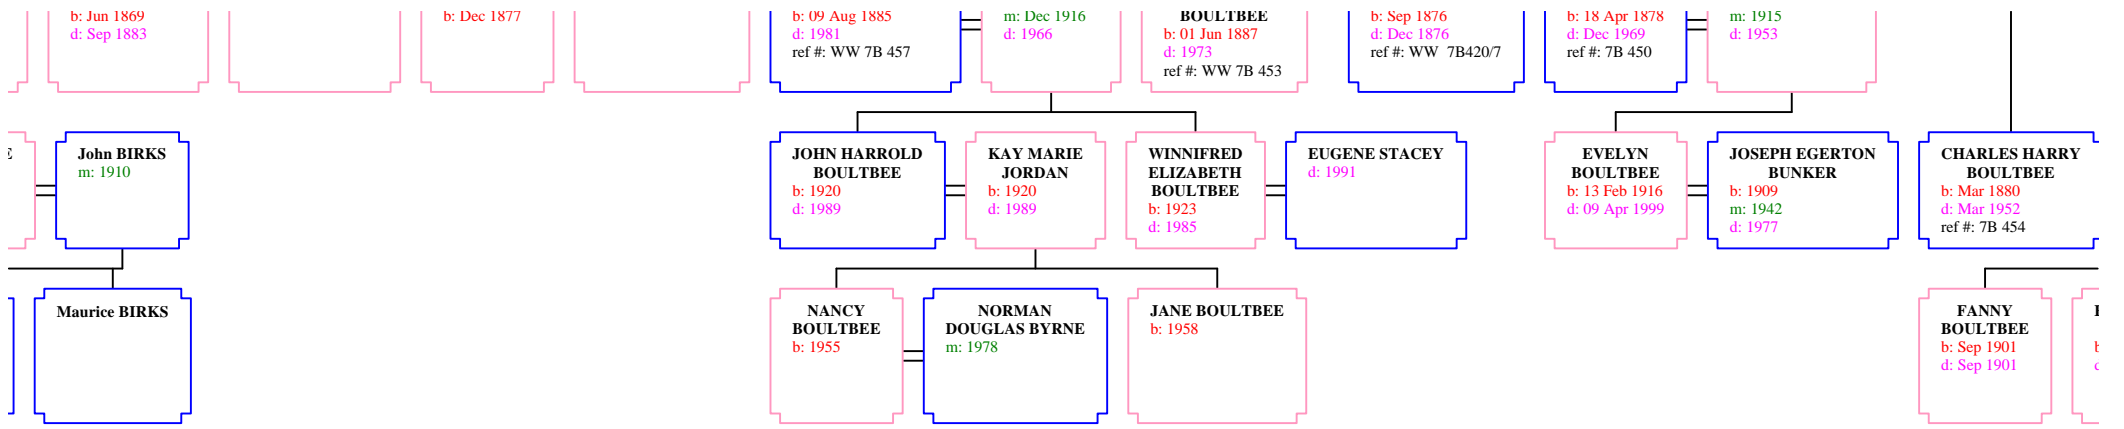 b: Jun 1869
d: Sep 1883
b: Dec 1877
b: 09 Aug 1885
d: 1981
ref #: WW 7B 457
m: Dec 1916
d: 1966
BOULTBEE
b: 01 Jun 1887
d: 1973
ref #: WW 7B 453
b: Sep 1876
d: Dec 1876
ref #: WW  7B420/7
b: 18 Apr 1878
d: Dec 1969
ref #: 7B 450
m: 1915
d: 1953
John BIRKS
m: 1910
JOHN HARROLD
BOULTBEE
b: 1920
d: 1989
KAY MARIE
JORDAN
b: 1920
d: 1989
WINNIFRED
ELIZABETH
BOULTBEE
b: 1923
d: 1985
EUGENE STACEY
d: 1991
EVELYN
BOULTBEE
b: 13 Feb 1916
d: 09 Apr 1999
JOSEPH EGERTON
BUNKER
b: 1909
m: 1942
d: 1977
CHARLES HARRY
BOULTBEE
b: Mar 1880
d: Mar 1952
ref #: 7B 454
Maurice BIRKS
NANCY
BOULTBEE
b: 1955
NORMAN
DOUGLAS BYRNE
m: 1978
JANE BOULTBEE
b: 1958
FANNY
BOULTBEE
b: Sep 1901
d: Sep 1901